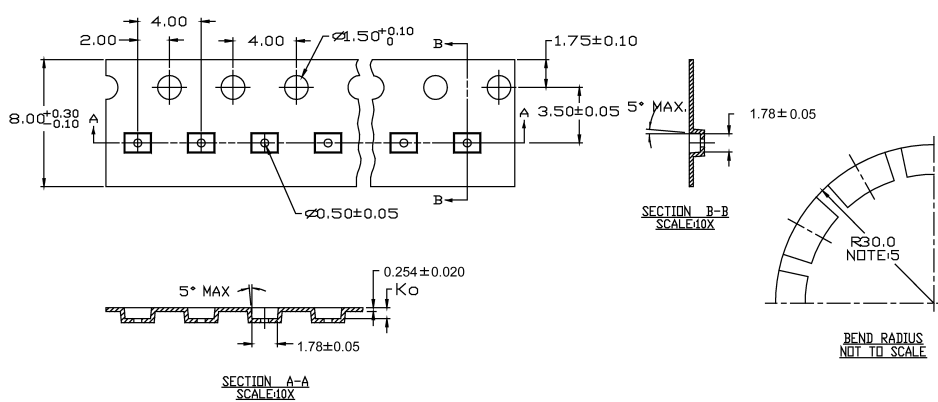 4.00
2.00
4.00
Ø1.50 +0.10 0
B
1.75±0.10
8.00 +0.30 -0.10
A
A
3.50±0.05
5° MAX.
1.78±0.05
Ø0.50±0.05
B
SECTION B-B
SCALE:10X
R30.0
NOTE:5
0.254±0.020
5° MAX
Ko
1.78±0.05
BEND RADIUS
NOT TO SCALE
SECTION A-A
SCALE:10X